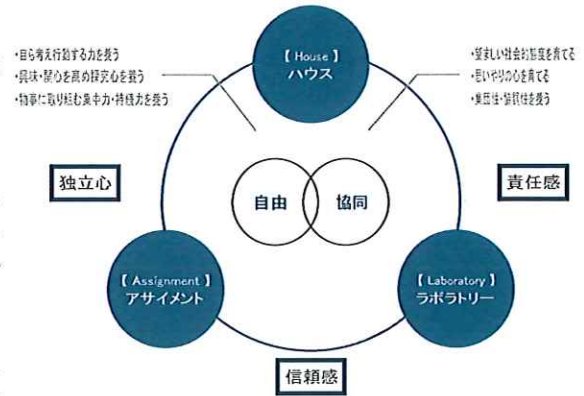 【 House 】
ハウス
・自ら考え行動する力を養う
・興味・関心を高め探究心を養う
・物事に取り組む集中力・持続力を養う
・望ましい社会的態度を育てる
・思いやりの心を育てる
・集団性・協調性を養う
独立心
自由
協同
責任感
【 Assignment 】
アサイメント
【 Laboratory 】
ラボラトリー
信頼感